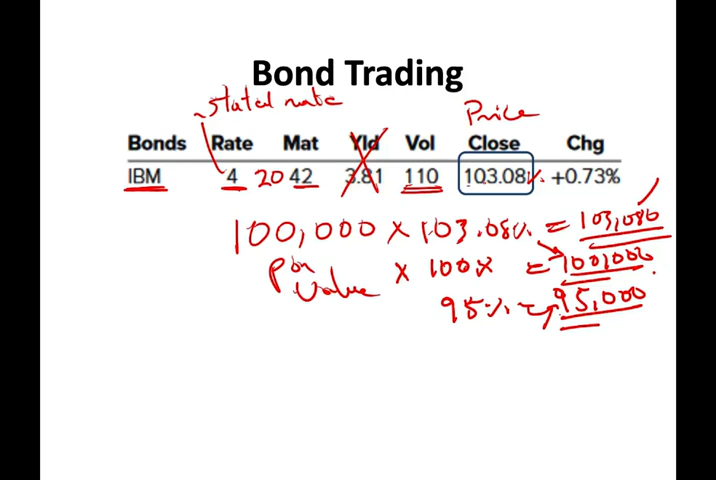 Bond Trading
stated rate
Price
Bonds Rate Mat Yld Vol Close Chg
IBM 4 2042 3.81 110 103.08% +0.73%
100,000 × 103.08% = 103,080
Par Value × 100% = 100,000
95% = 95,000